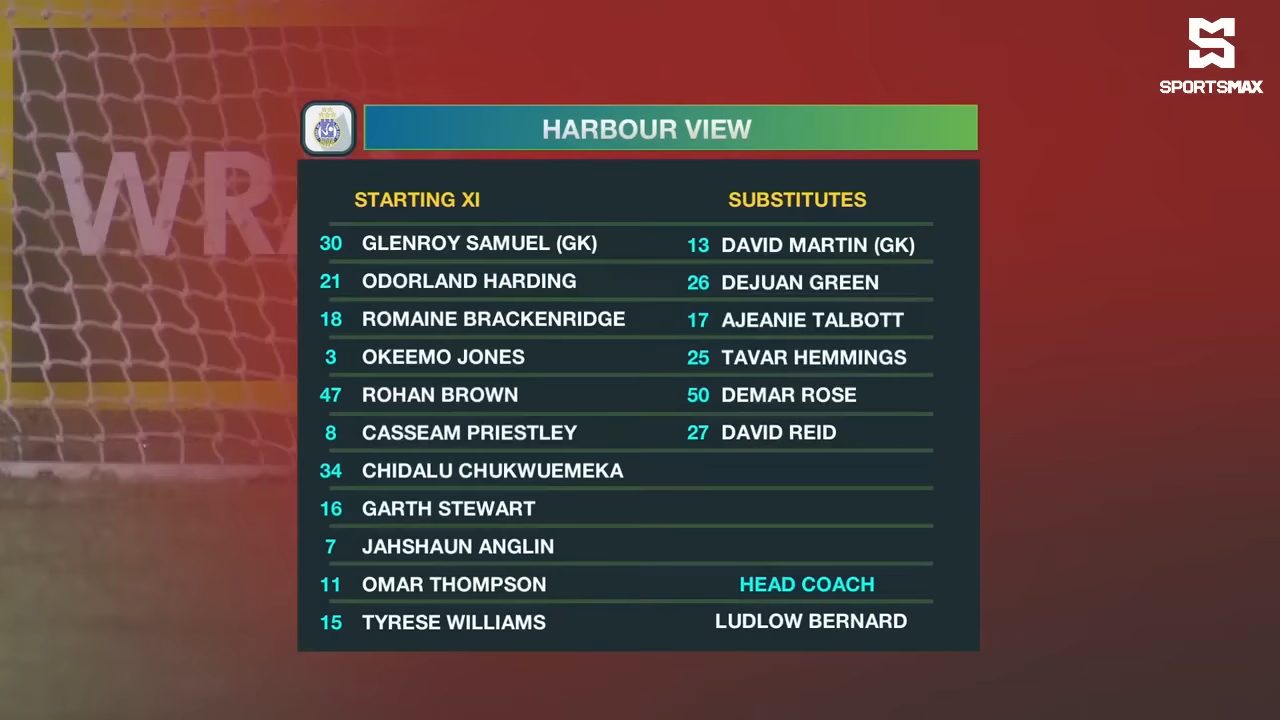 SPORTSMAX
HARBOUR VIEW
WR
STARTING XI
30 GLENROY SAMUEL (GK)
21 ODORLAND HARDING
18 ROMAINE BRACKENRIDGE
3 OKEEMO JONES
47 ROHAN BROWN
8 CASSEAM PRIESTLEY
34 CHIDALU CHUKWUEMEKA
16 GARTH STEWART
7 JAHSHAUN ANGLIN
11 OMAR THOMPSON
15 TYRESE WILLIAMS
SUBSTITUTES
13 DAVID MARTIN (GK)
26 DEJUAN GREEN
17 AJEANIE TALBOTT
25 TAVAR HEMMINGS
50 DEMAR ROSE
27 DAVID REID
HEAD COACH
LUDLOW BERNARD